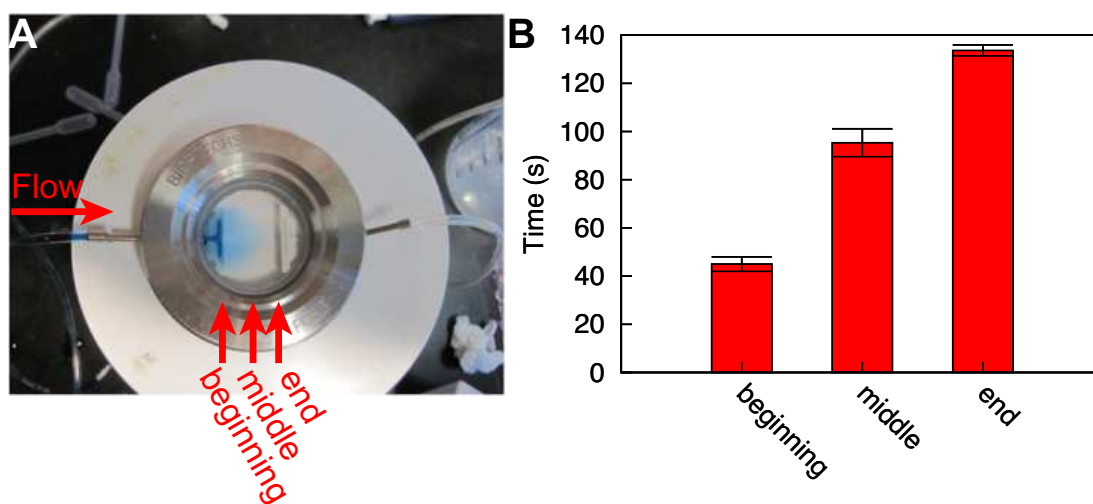 A
Flow
beginning
middle
end
B
Time (s)
140
120
100
80
60
40
20
0
beginning
middle
end